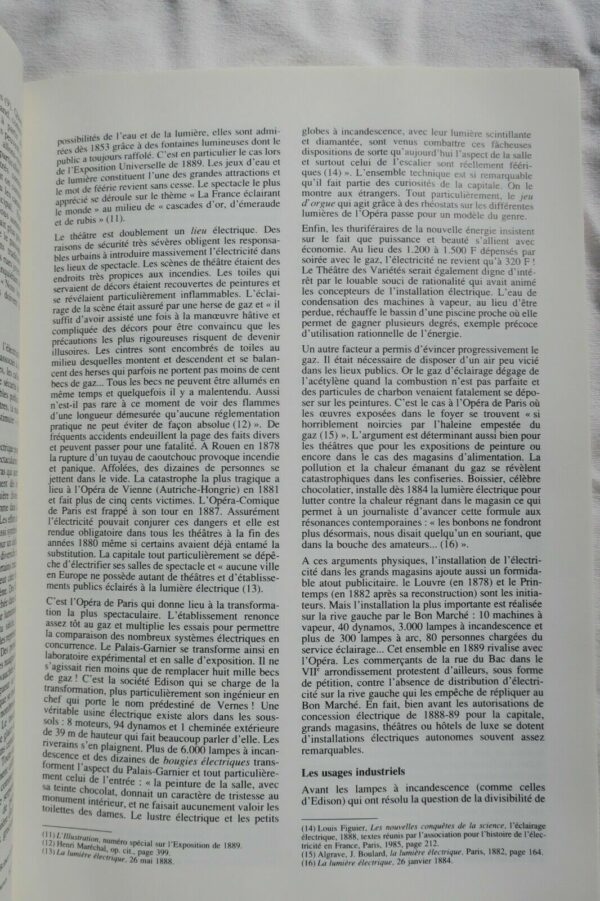 possibilités de l'eau et de la lumière, elles sont admi-
rées dès 1853 grâce à des fontaines lumineuses dont le
public a toujours raffolé. C'est en particulier le cas lors
de l'Exposition Universelle de 1889. Les jeux d'eau et
de lumière constituent l'une des grandes attractions et
le mot de féérie revient sans cesse. Le spectacle le plus
apprécié se déroule sur le thème « La France éclairant
le monde » au milieu de « cascades d'or, d'émeraude
et de rubis » (11).
Le théâtre est doublement un lieu électrique. Des
raisons de sécurité très sévères obligent les responsa-
bles urbains à introduire massivement l'électricité dans
les lieux de spectacle. Les scènes de théâtre étaient des
endroits très propices aux incendies. Les toiles qui
servaient de décors étaient recouvertes de peintures et
se révélaient particulièrement inflammables. L'éclai-
rage de la scène était assuré par une herse de gaz et « il
suffit d'avoir assisté une fois à la manœuvre hâtive et
compliquée des décors pour être convaincu que les
précautions les plus rigoureuses risquent de devenir
illusoires. Les cintres sont encombrés de toiles au
milieu desquelles montent et descendent et se balan-
cent des herses qui parfois ne portent pas moins de cent
becs de gaz... Tous les becs ne peuvent être allumés en
même temps et quelquefois il y a malentendu. Aussi
n'est-il pas rare à ce moment de voir des flammes
d'une longueur démesurée qu'aucune réglementation
pratique ne peut éviter de façon absolue (12) ». De
fréquents accidents endeuillent la page des faits divers
et peuvent passer pour une fatalité. A Rouen en 1878
la rupture d'un tuyau de caoutchouc provoque incendie
et panique. Affolées, des dizaines de personnes se
jettent dans le vide. La catastrophe la plus tragique a
lieu à l'Opéra de Vienne (Autriche-Hongrie) en 1881
et fait plus de cinq cents victimes. L'Opéra-Comique
de Paris est frappé à son tour en 1887. Assurément
l'électricité pouvait conjurer ces dangers et elle est
rendue obligatoire dans tous les théâtres à la fin des
années 1880 même si certains avaient déjà entamé la
substitution. La capitale tout particulièrement se dépê-
che d'électrifier ses salles de spectacle et « aucune ville
en Europe ne possède autant de théâtres et d'établisse-
ments publics éclairés à la lumière électrique (13).
C'est l'Opéra de Paris qui donne lieu à la transforma-
tion la plus spectaculaire. L'établissement renonce
assez tôt au gaz et multiplie les essais pour permettre
la comparaison des nombreux systèmes électriques en
concurrence. Le Palais-Garnier se transforme ainsi en
laboratoire expérimental et en salle d'exposition. Il ne
s'agissait rien moins que de remplacer huit mille becs
de gaz ! C'est la société Edison qui se charge de la
transformation, plus particulièrement son ingénieur en
chef qui porte le nom prédestiné de Vernes ! Une
véritable usine électrique existe alors dans les sous-
sols : 8 moteurs, 94 dynamos et 1 cheminée extérieure
de 39 m de hauteur qui fait beaucoup parler d'elle. Les
riverains s'en plaignent. Plus de 6.000 lampes à incan-
descence et des dizaines de bougies électriques trans-
forment l'aspect du Palais-Garnier et tout particulière-
ment celui de l'entrée : « la peinture de la salle, avec
sa teinte chocolat, donnait un caractère de tristesse au
monument intérieur, et ne faisait aucunement valoir les
toilettes des dames. Le lustre électrique et les petits
(11) L'Illustration, numéro spécial sur l'Exposition de 1889.
(12) Henri Maréchal, op. cit., page 399.
(13) La lumière électrique, 26 mai 1888.
globes à incandescence, avec leur lumière scintillante
et diamantée, sont venus combattre ces fâcheuses
dispositions de sorte qu'aujourd'hui l'aspect de la salle
et surtout celui de l'escalier sont réellement fééri-
ques (14) ». L'ensemble technique est si remarquable
qu'il fait partie des curiosités de la capitale. On le
montre aux étrangers. Tout particulièrement, le jeu
d'orgue qui agit grâce à des rhéostats sur les différentes
lumières de l'Opéra passe pour un modèle du genre.
Enfin, les thuriféraires de la nouvelle énergie insistent
sur le fait que puissance et beauté s'allient avec
économie. Au lieu des 1.200 à 1.500 F dépensés par
soirée avec le gaz, l'électricité ne revient qu'à 320 F !
Le Théâtre des Variétés serait également digne d'inté-
rêt par le louable souci de rationalité qui avait animé
les concepteurs de l'installation électrique. L'eau de
condensation des machines à vapeur, au lieu d'être
perdue, réchauffe le bassin d'une piscine proche où elle
permet de gagner plusieurs degrés, exemple précoce
d'utilisation rationnelle de l'énergie.
Un autre facteur a permis d'évincer progressivement le
gaz. Il était nécessaire de disposer d'un air peu vicié
dans les lieux publics. Or le gaz d'éclairage dégage de
l'acétylène quand la combustion n'est pas parfaite et
des particules de charbon venaient fatalement se dépo-
ser sur les peintures. C'est le cas à l'Opéra de Paris où
les œuvres exposées dans le foyer se trouvent « si
horriblement noircies par l'haleine empestée du
gaz (15) ». L'argument est déterminant aussi bien pour
les théâtres que pour les expositions de peinture ou
encore dans le cas des magasins d'alimentation. La
pollution et la chaleur émanant du gaz se révèlent
catastrophiques dans les confiseries. Boissier, célèbre
chocolatier, install dès 1884 la lumière électrique pour
lutter contre la chaleur régnant dans le magasin ce qui
permet à un journaliste d'avancer cette formule aux
résonances contemporaines : « les bonbons ne fondront
plus désormais, nous disait quelqu'un en souriant, que
dans la bouche des amateurs... (16) ».
A ces arguments physiques, l'installation de l'électri-
cité dans les grands magasins ajoute aussi un formida-
ble atout publicitaire. le Louvre (en 1878) et le Prin-
temps (en 1882 après sa reconstruction) sont les initia-
teurs. Mais l'installation la plus importante est réalisée
sur la rive gauche par le Bon Marché : 10 machines à
vapeur, 40 dynamos, 3.000 lampes à incandescence et
plus de 300 lampes à arc, 80 personnes chargées du
service éclairage... Cet ensemble en 1889 rivalise avec
l'Opéra. Les commerçants de la rue du Bac dans le
VIIe arrondissement protestent d'ailleurs, sous forme
de pétition, contre l'absence de distribution d'électri-
cité sur la rive gauche qui les empêche de répliquer au
Bon Marché. En fait, bien avant les autorisations de
concession électrique de 1888-89 pour la capitale,
grands magasins, théâtres ou hôtels de luxe se dotent
d'installations électriques autonomes souvent assez
remarquables.
Les usages industriels
Avant les lampes à incandescence (comme celles
d'Edison) qui ont résolu la question de la divisibilité de
(14) Louis Figuier, Les nouvelles conquêtes de la science, l'éclairage
électrique, 1888, textes réunis par l'association pour l'histoire de l'élec-
tricité en France, Paris, 1985, page 212.
(15) Algrave, J. Boulard, la lumière électrique, Paris, 1882, page 164.
(16) La lumière électrique, 26 janvier 1884.